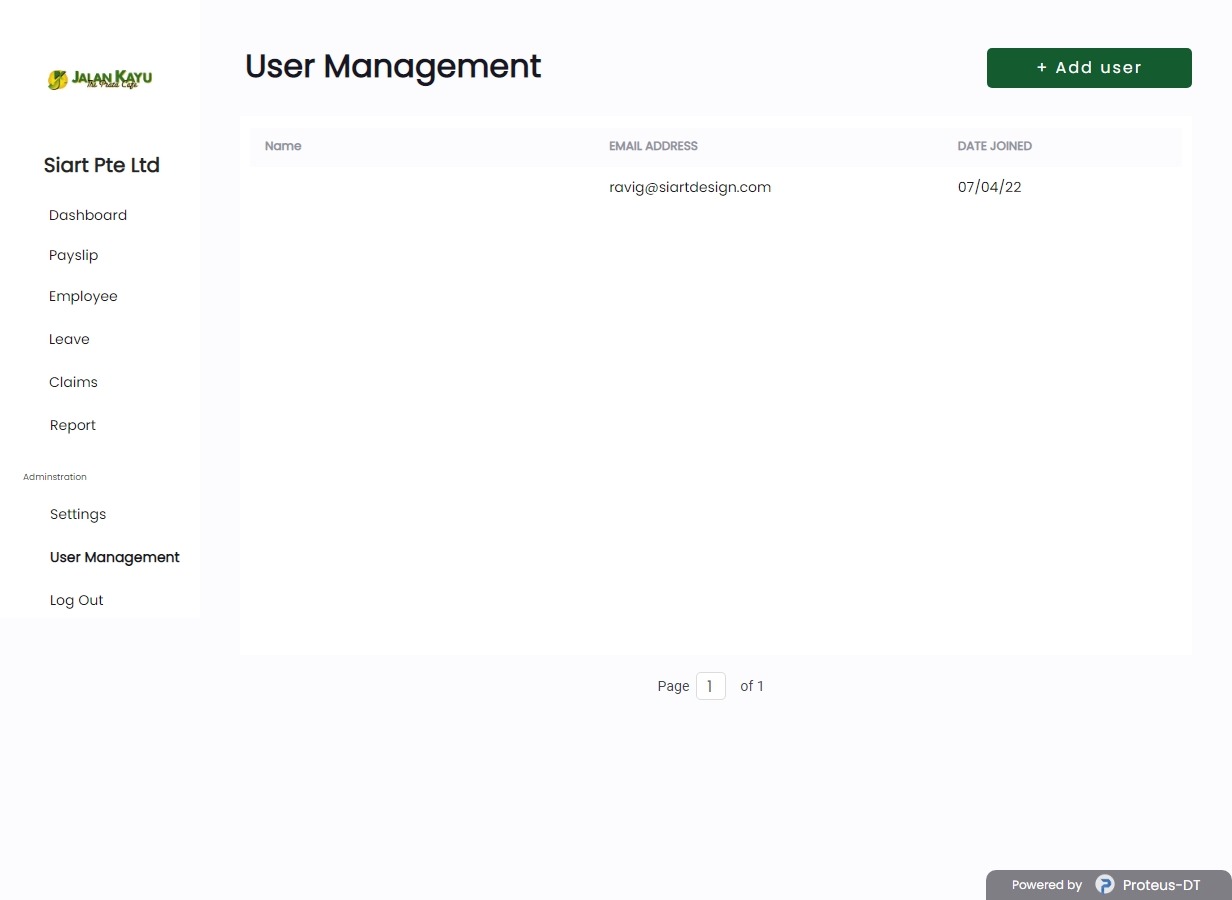 JALAN KAYU
The Prata Cafe
Siart Pte Ltd
Dashboard
Payslip
Employee
Leave
Claims
Report
Adminstration
Settings
User Management
Log Out
User Management
+ Add user
Name EMAIL ADDRESS DATE JOINED
ravig@siartdesign.com 07/04/22
Page 1 of 1
Powered by Proteus-DT